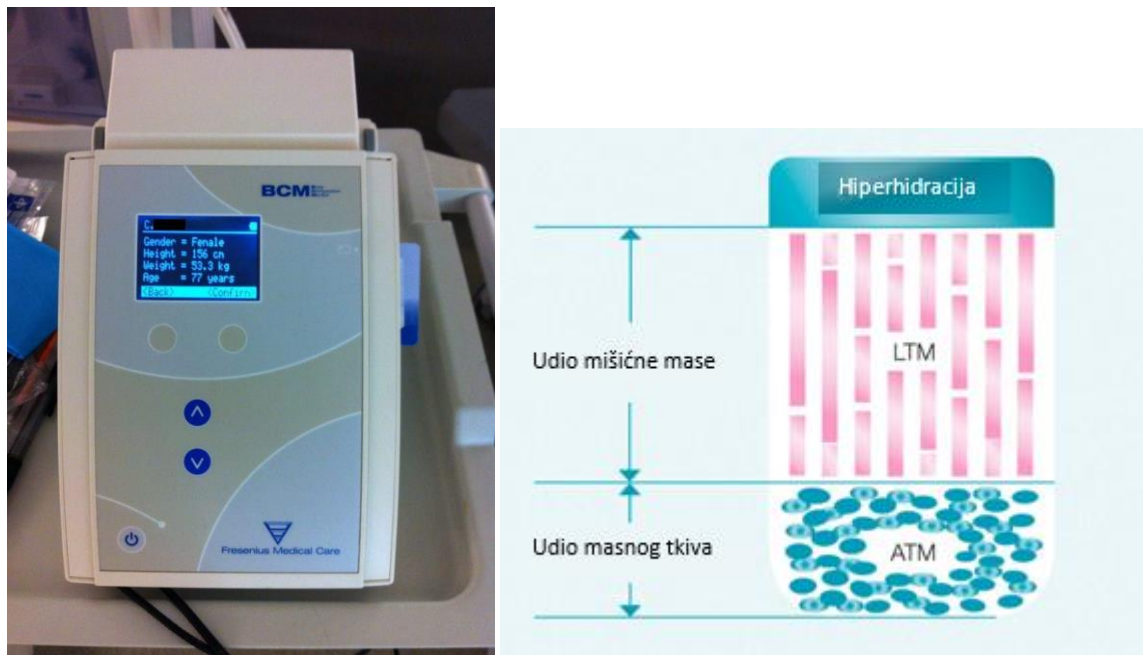 BCM
C.
Gender = Female
Height = 156 cm
Weight = 53.3 kg
Age = 77 years
<Back> <Confirm>
Fresenius Medical Care
Hiperhidracija
Udio mišićne mase
LTM
Udio masnog tkiva
ATM